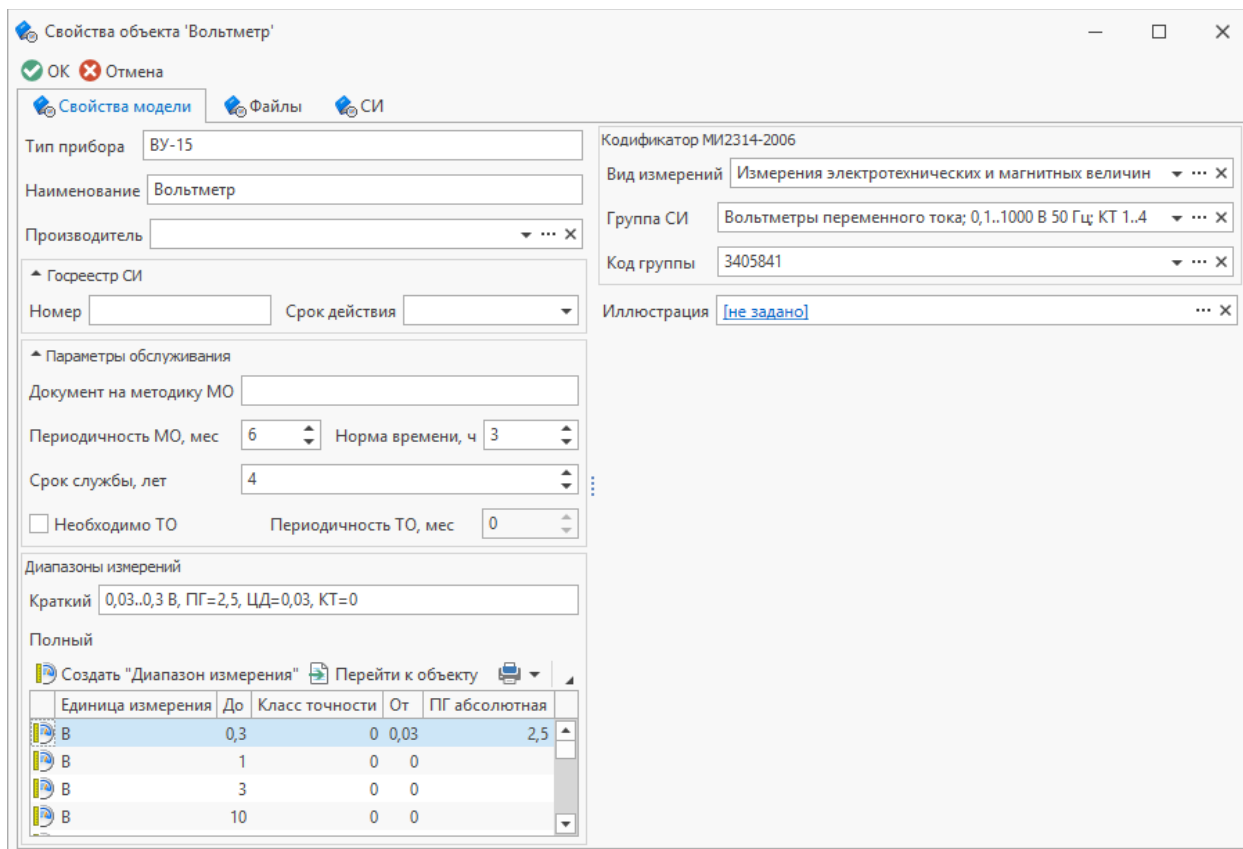 Свойства объекта 'Вольтметр'
ОК Отмена
Свойства модели Файлы СИ
Тип прибора ВУ-15
Наименование Вольтметр
Производитель
Госреестр СИ
Номер Срок действия
Параметры обслуживания
Документ на методику МО
Периодичность МО, мес 6 Норма времени, ч 3
Срок службы, лет 4
Необходимо ТО Периодичность ТО, мес 0
Диапазоны измерений
Краткий 0,03..0,3 В, ПГ=2,5, ЦД=0,03, КТ=0
Полный
Создать "Диапазон измерения" Перейти к объекту
Единица измерения До Класс точности От ПГ абсолютная
В 0,3 0 0,03 2,5
В 1 0 0
В 3 0 0
В 10 0 0
Кодификатор МИ2314-2006
Вид измерений Измерения электротехнических и магнитных величин
Группа СИ Вольтметры переменного тока; 0,1..1000 В 50 Гц; КТ 1..4
Код группы 3405841
Иллюстрация [не задано]